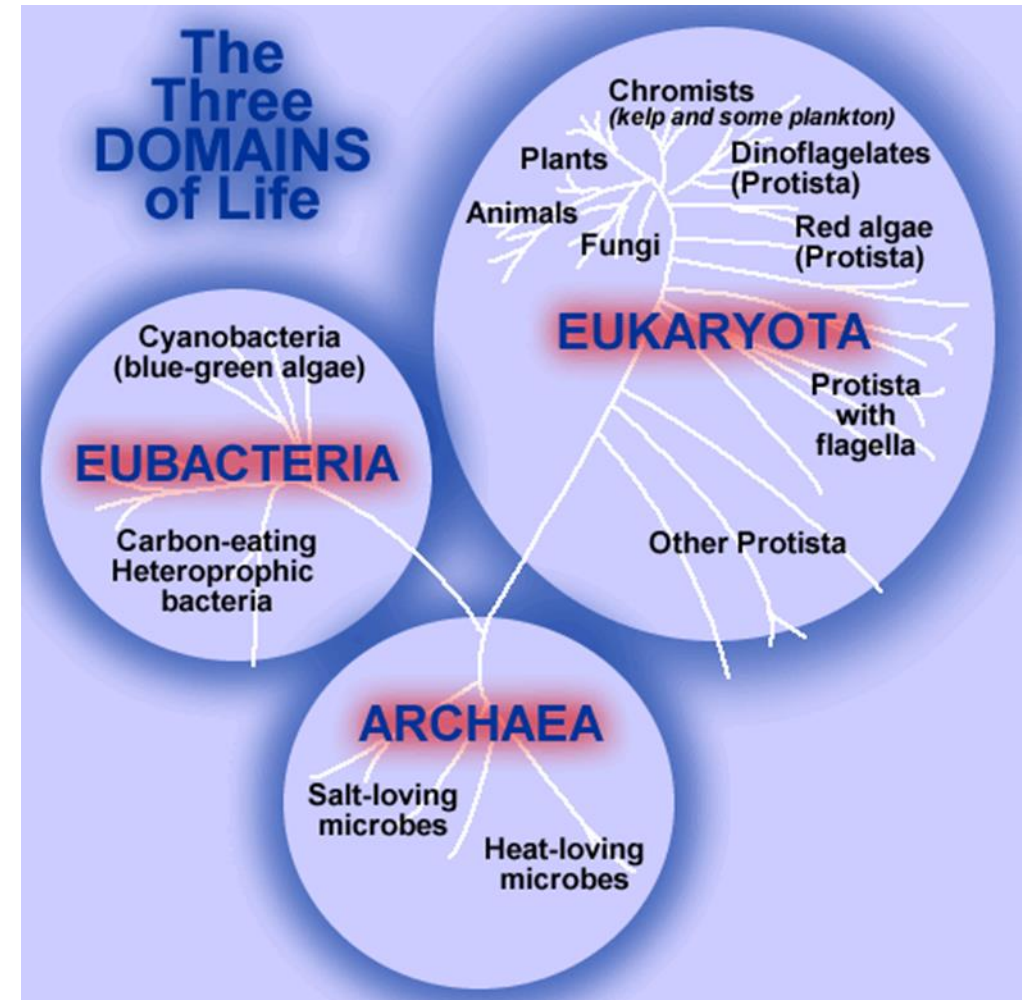 The
Three
DOMAINS
of Life
Chromists
(kelp and some plankton)
Plants
Dinoflagelates
(Protista)
Animals
Fungi
Red algae
(Protista)
EUKARYOTA
Protista
with
flagella
Other Protista
Cyanobacteria
(blue-green algae)
EUBACTERIA
Carbon-eating
Heteroprophic
bacteria
ARCHAEA
Salt-loving
microbes
Heat-loving
microbes